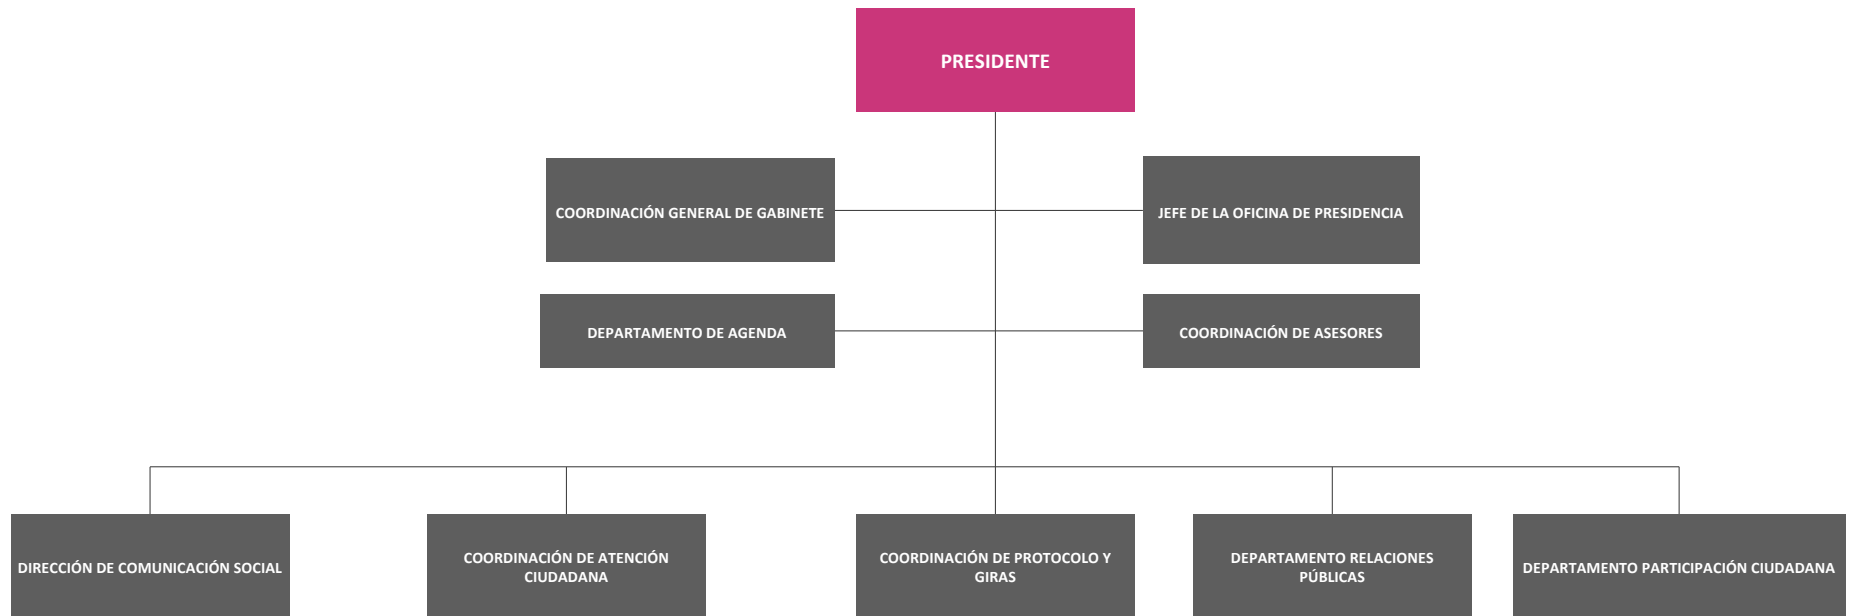 PRESIDENTE
COORDINACIÓN GENERAL DE GABINETE
JEFE DE LA OFICINA DE PRESIDENCIA
DEPARTAMENTO DE AGENDA
COORDINACIÓN DE ASESORES
DIRECCIÓN DE COMUNICACIÓN SOCIAL
COORDINACIÓN DE ATENCIÓN
CIUDADANA
COORDINACIÓN DE PROTOCOLO Y
GIRAS
DEPARTAMENTO RELACIONES
PÚBLICAS
DEPARTAMENTO PARTICIPACIÓN CIUDADANA